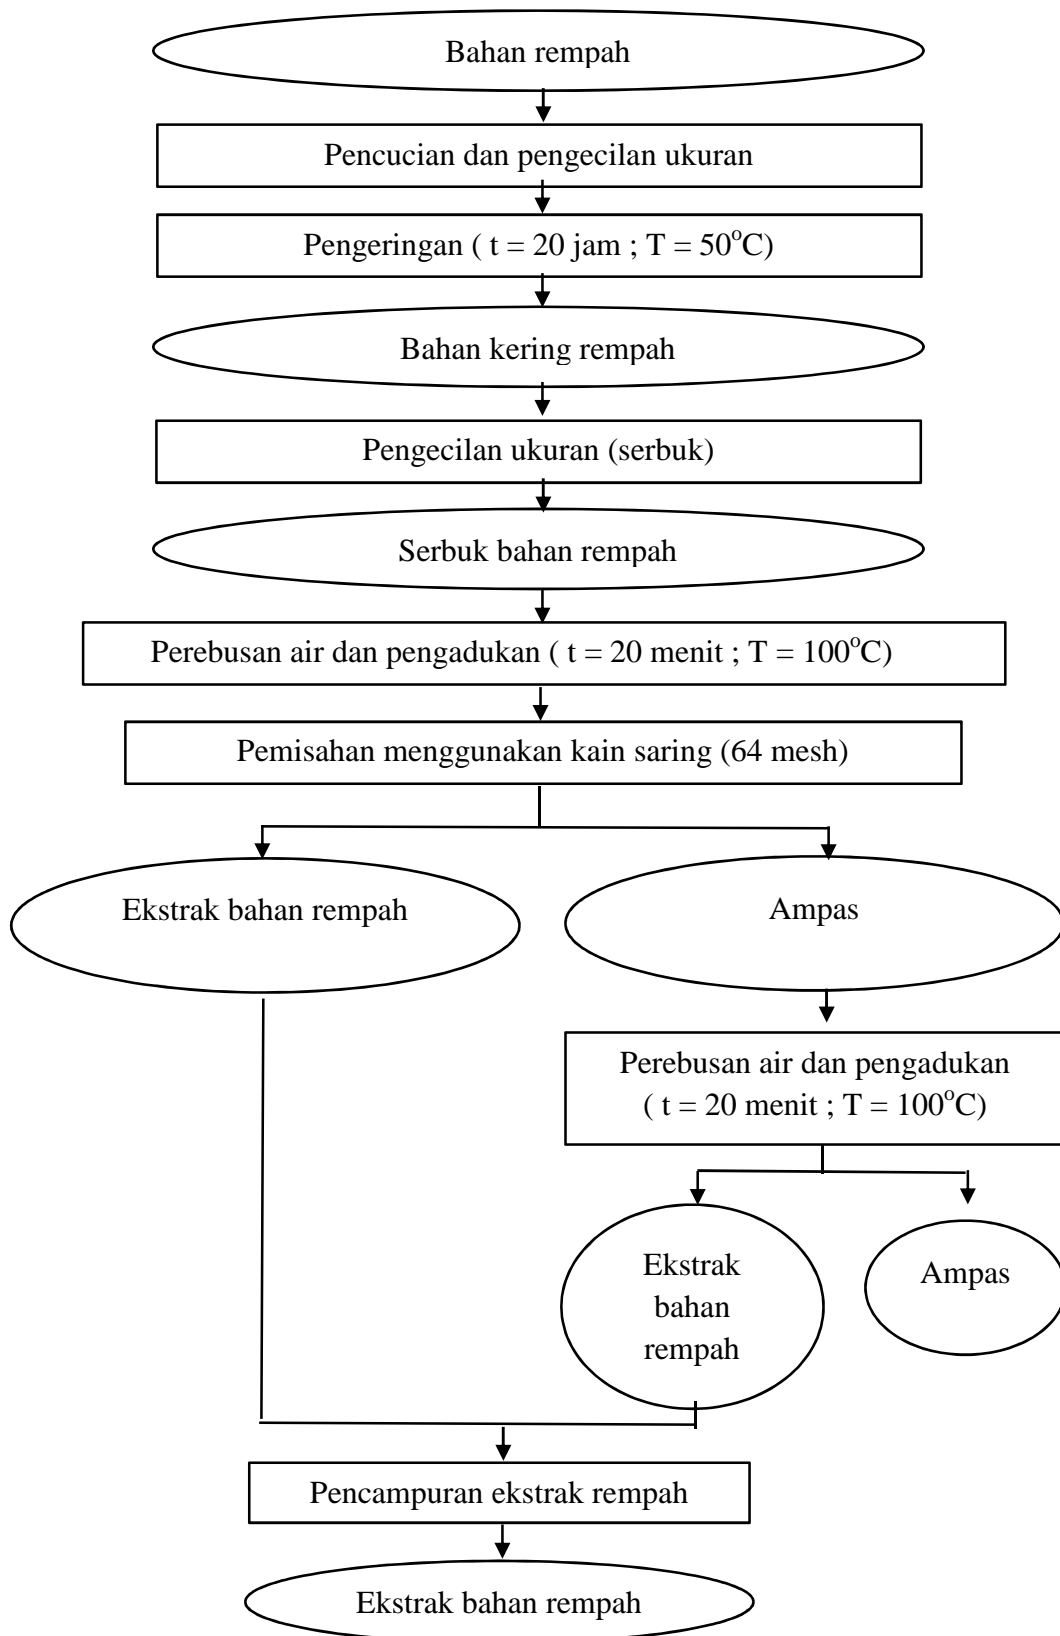 Bahan rempah
Pencucian dan pengecilan ukuran
Pengeringan ( t = 20 jam ; T = 50°C)
Bahan kering rempah
Pengecilan ukuran (serbuk)
Serbuk bahan rempah
Perebusan air dan pengadukan ( t = 20 menit ; T = 100°C)
Pemisahan menggunakan kain saring (64 mesh)
Ekstrak bahan rempah
Ampas
Perebusan air dan pengadukan
( t = 20 menit ; T = 100°C)
Ekstrak
bahan
rempah
Ampas
Pencampuran ekstrak rempah
Ekstrak bahan rempah